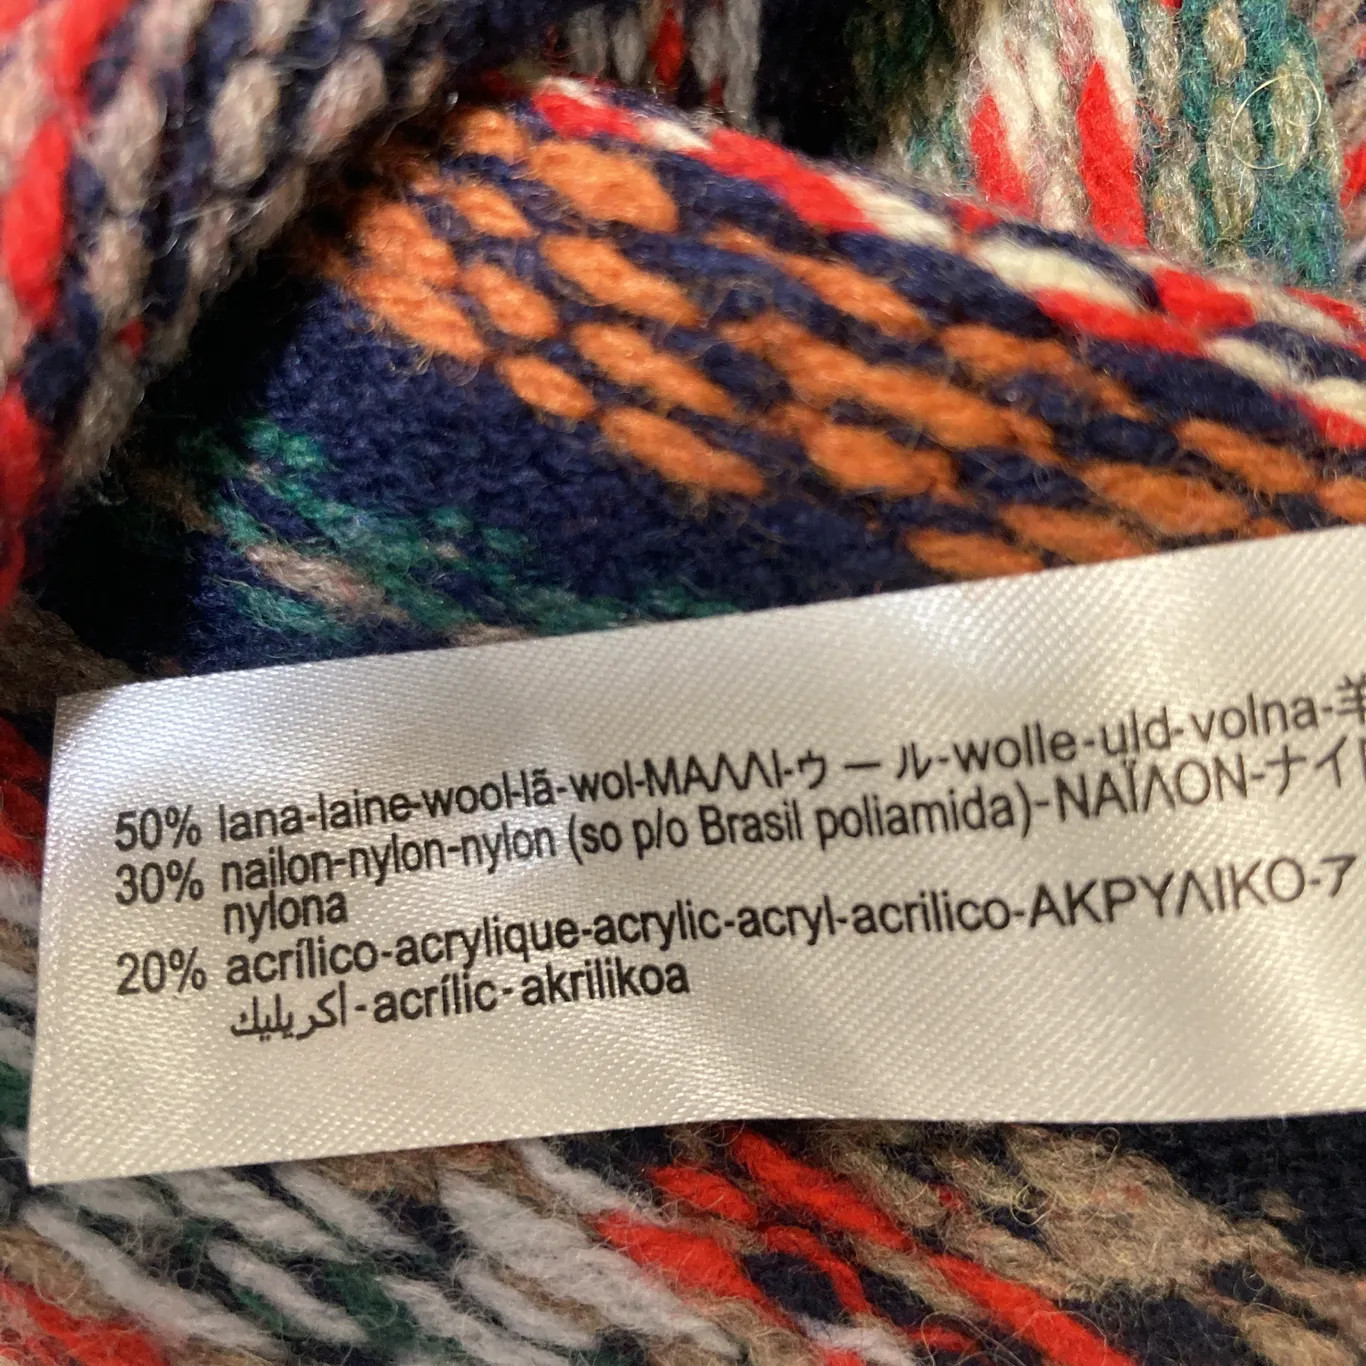 50% lana-laine-wool-lã-wol-ΜΑΛΛΙ-ウール-wolle-uld-volna-羊
30% nailon-nylon-nylon (so p/o Brasil poliamida)-ΝΑΪΛΟΝ-ナイ
nylona
20% acrílico-acrylique-acrylic-acryl-acrilico-ΑΚΡΥΛΙΚΟ-ア
اكريليك-acrílic-akrilikoa